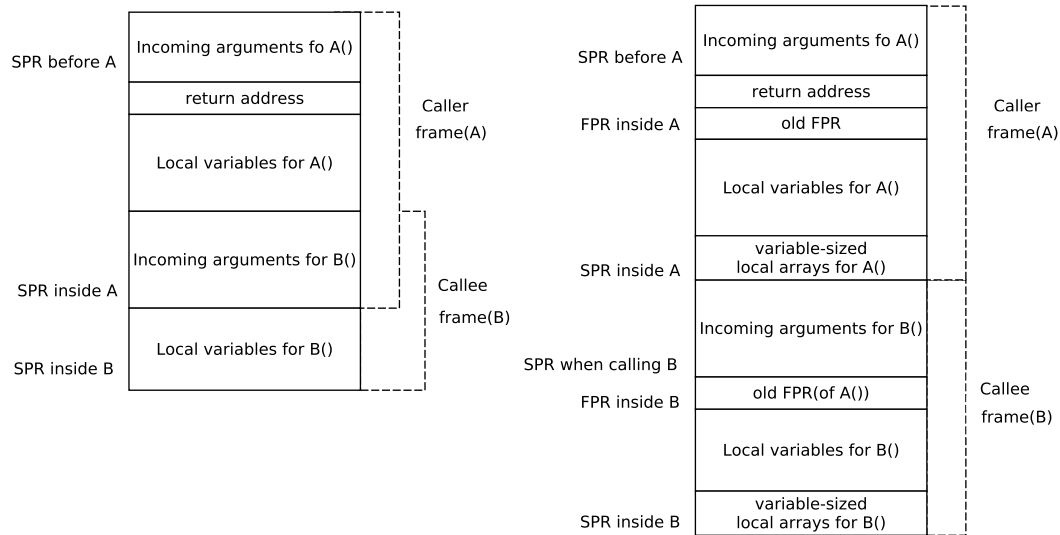 Incoming arguments fo A()
SPR before A
return address
Caller
frame(A)
Local variables for A()
Incoming arguments for B()
SPR inside A
Callee
frame(B)
Local variables for B()
SPR inside B
Incoming arguments fo A()
SPR before A
return address
FPR inside A
old FPR
Caller
frame(A)
Local variables for A()
variable-sized
local arrays for A()
SPR inside A
Incoming arguments for B()
SPR when calling B
old FPR(of A())
FPR inside B
Callee
frame(B)
Local variables for B()
variable-sized
local arrays for B()
SPR inside B